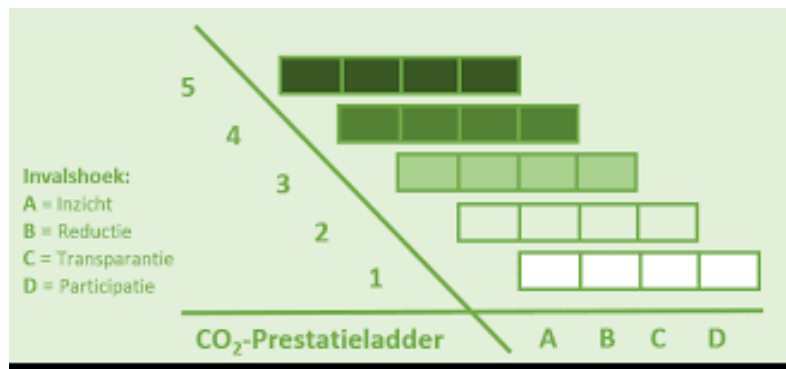 5
4
3
2
1
Invalshoek:
A = Inzicht
B = Reductie
C = Transparantie
D = Participatie
CO₂-Prestatieladder
A B C D